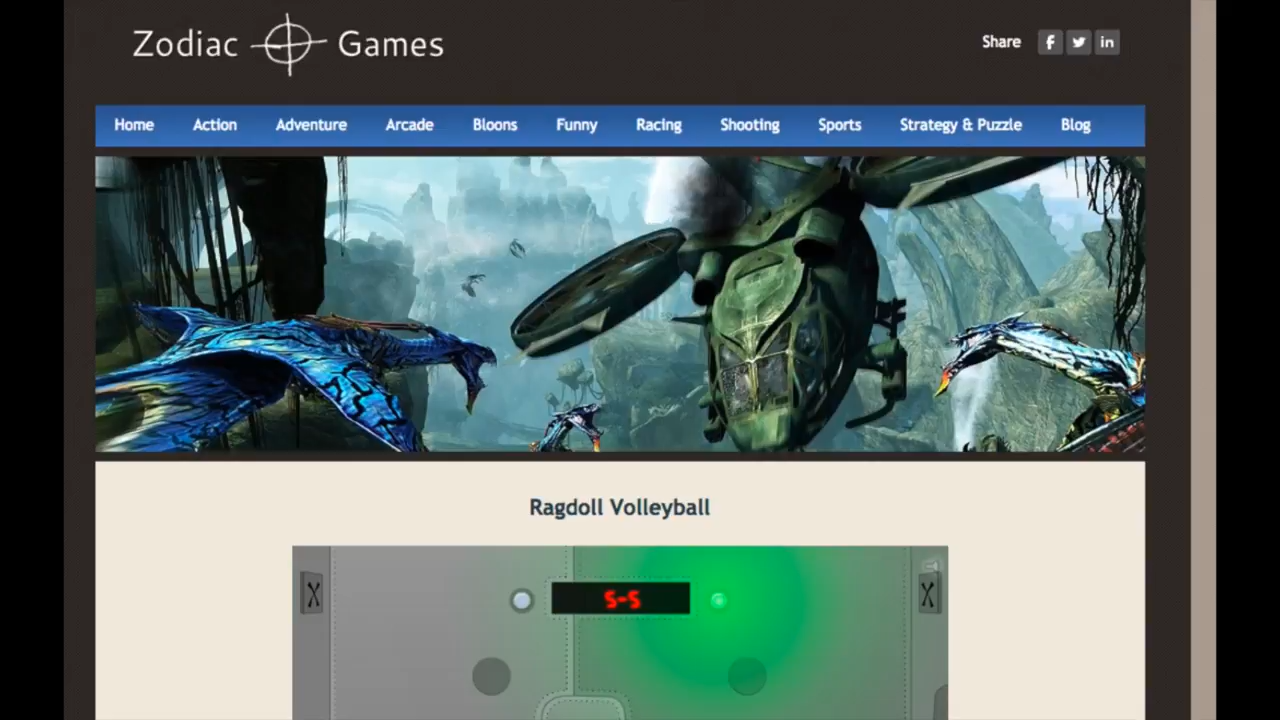 Zodiac Games
Share
Home Action Adventure Arcade Bloons Funny Racing Shooting Sports Strategy & Puzzle Blog
Ragdoll Volleyball
5-5